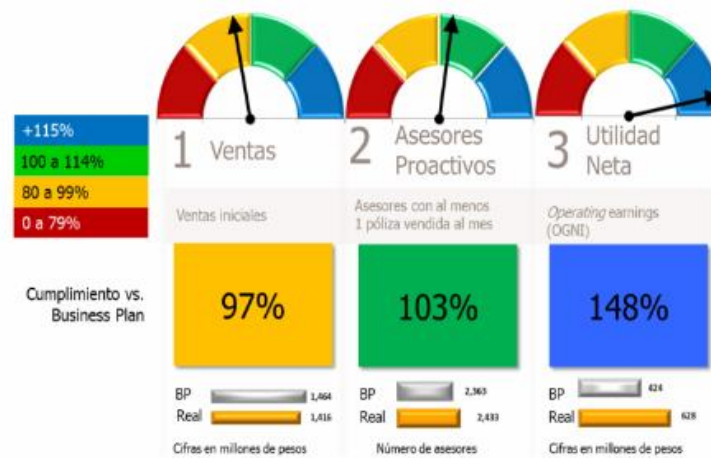 +115%
100 a 114%
80 a 99%
0 a 79%
1 Ventas
2 Asesores
Proactivos
3 Utilidad
Neta
Ventas iniciales
Asesores con al menos
1 póliza vendida al mes
Operating earnings
(OGNI)
Cumplimiento vs.
Business Plan
97%
103%
148%
BP 1,464
Real 1,416
Cifras en millones de pesos
BP 2,363
Real 2,433
Número de asesores
BP 424
Real 628
Cifras en millones de pesos